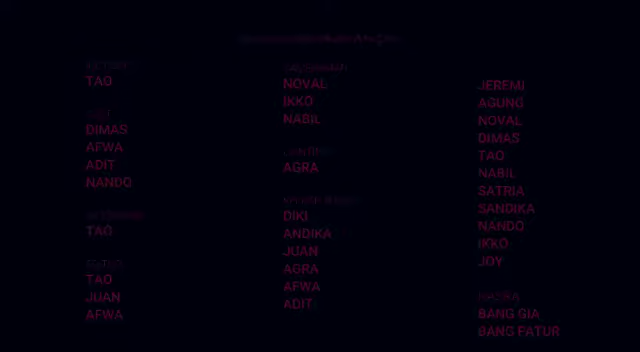 TAO
DIMAS
AFWA
ADIT
NANDO
TAO
TAO
JUAN
AFWA
NOVAL
IKKO
NABIL
AGRA
DIKI
ANDIKA
JUAN
AGRA
AFWA
ADIT
JEREMI
AGUNG
NOVAL
DIMAS
TAO
NABIL
SATRIA
SANDIKA
NANDO
IKKO
JOY
BANG GIA
BANG FATUR